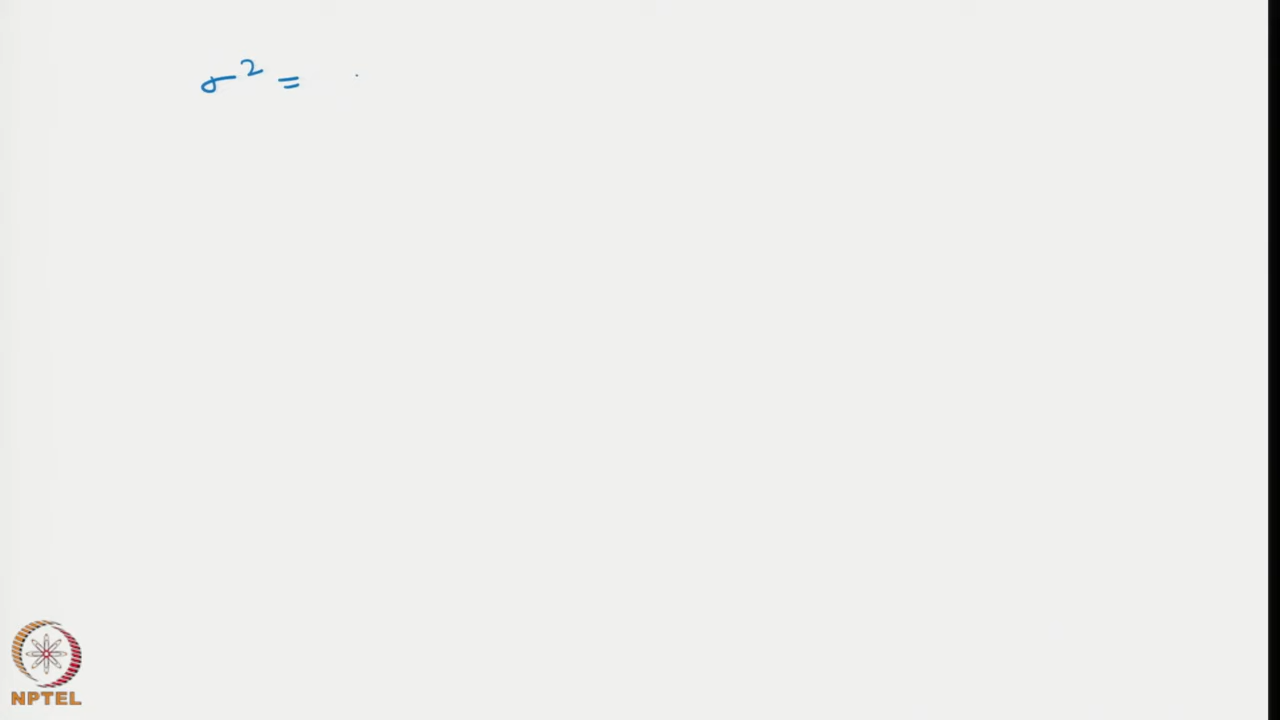 σ² =
NPTEL